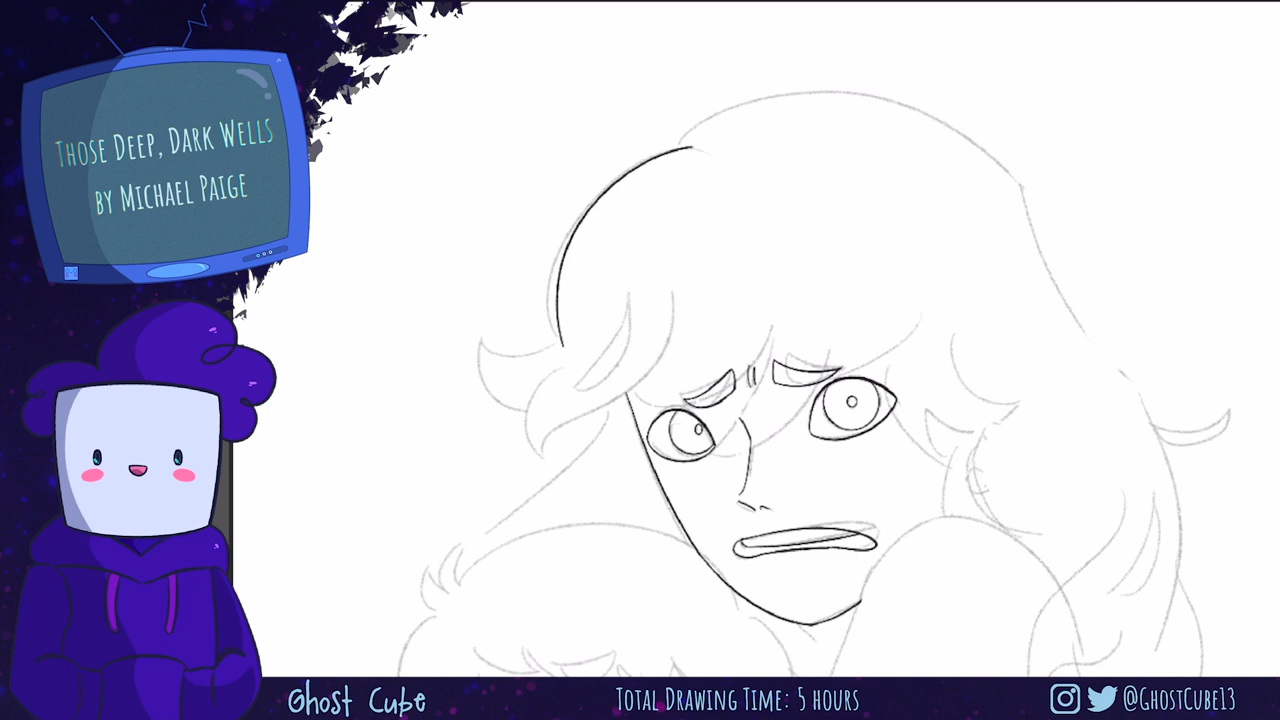 Those Deep, Dark Wells
by Michael Paige
Ghost Cube
Total Drawing Time: 5 hours
@GhostCube13